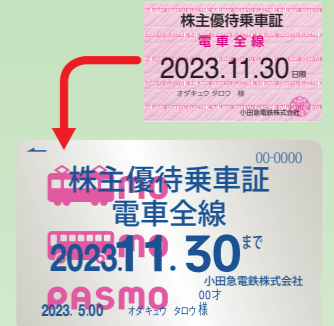 株主優待乗車証
電車全線
2023.11.30 日限
オダキュウ タロウ 様
小田急電鉄株式会社
00-0000
株主優待乗車証
電車全線
2023.11.30まで
小田急電鉄株式会社
PASMO
00才
2023. 5.00 オダキュウ タロウ 様